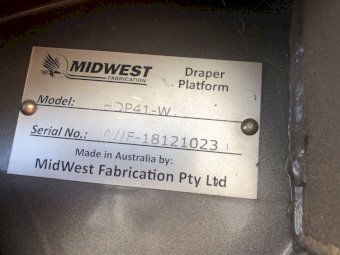 MIDWEST
FABRICATION
Draper
Platform
Model: HDP41-W
Serial No.: MWF-18121023
Made in Australia by:
MidWest Fabrication Pty Ltd